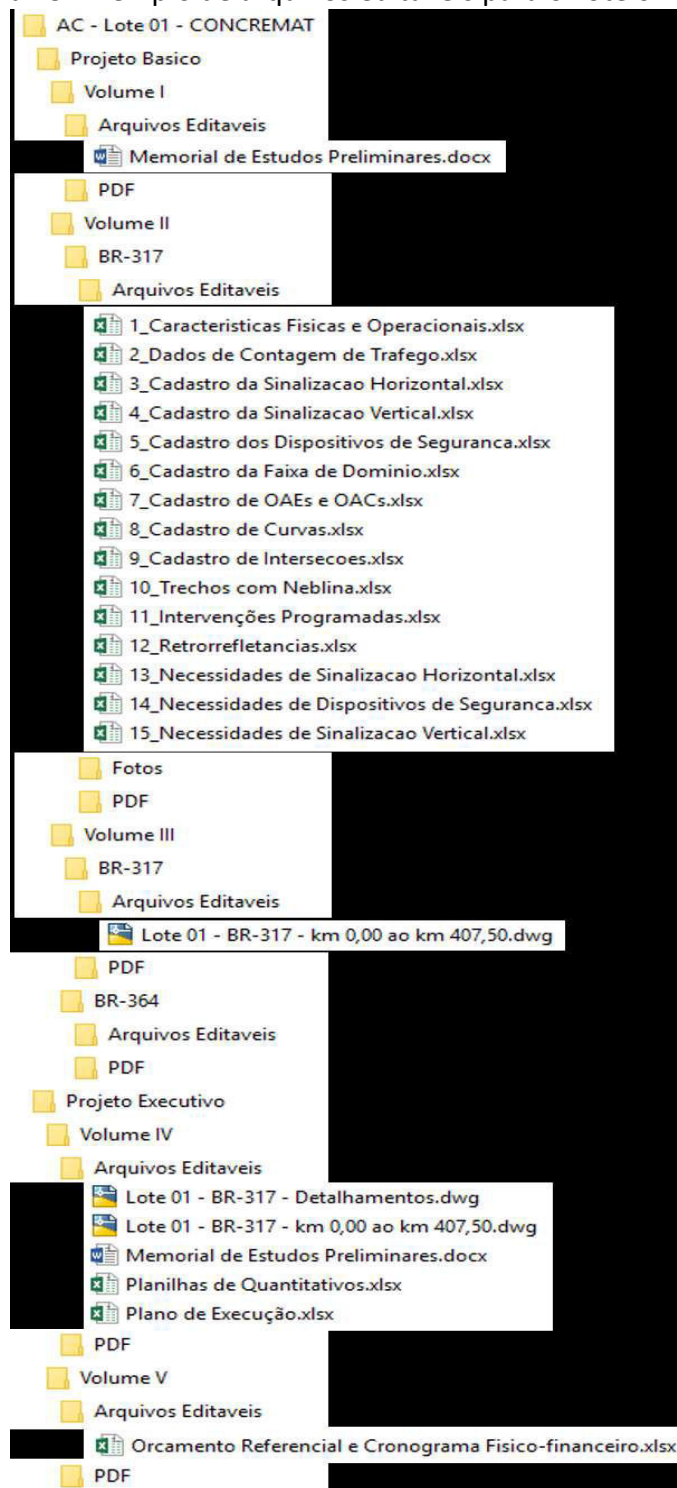 AC - Lote 01 - CONCREMAT
Projeto Basico
Volume I
Arquivos Editaveis
Memorial de Estudos Preliminares.docx
PDF
Volume II
BR-317
Arquivos Editaveis
1_Caracteristicas Fisicas e Operacionais.xlsx
2_Dados de Contagem de Trafego.xlsx
3_Cadastro da Sinalizacao Horizontal.xlsx
4_Cadastro da Sinalizacao Vertical.xlsx
5_Cadastro dos Dispositivos de Seguranca.xlsx
6_Cadastro da Faixa de Dominio.xlsx
7_Cadastro de OAEs e OACs.xlsx
8_Cadastro de Curvas.xlsx
9_Cadastro de Intersecoes.xlsx
10_Trechos com Neblina.xlsx
11_Intervenções Programadas.xlsx
12_Retrorrefletancias.xlsx
13_Necessidades de Sinalizacao Horizontal.xlsx
14_Necessidades de Dispositivos de Seguranca.xlsx
15_Necessidades de Sinalizacao Vertical.xlsx
Fotos
PDF
Volume III
BR-317
Arquivos Editaveis
Lote 01 - BR-317 - km 0,00 ao km 407,50.dwg
PDF
BR-364
Arquivos Editaveis
PDF
Projeto Executivo
Volume IV
Arquivos Editaveis
Lote 01 - BR-317 - Detalhamentos.dwg
Lote 01 - BR-317 - km 0,00 ao km 407,50.dwg
Memorial de Estudos Preliminares.docx
Planilhas de Quantitativos.xlsx
Plano de Execução.xlsx
PDF
Volume V
Arquivos Editaveis
Orcamento Referencial e Cronograma Fisico-financeiro.xlsx
PDF